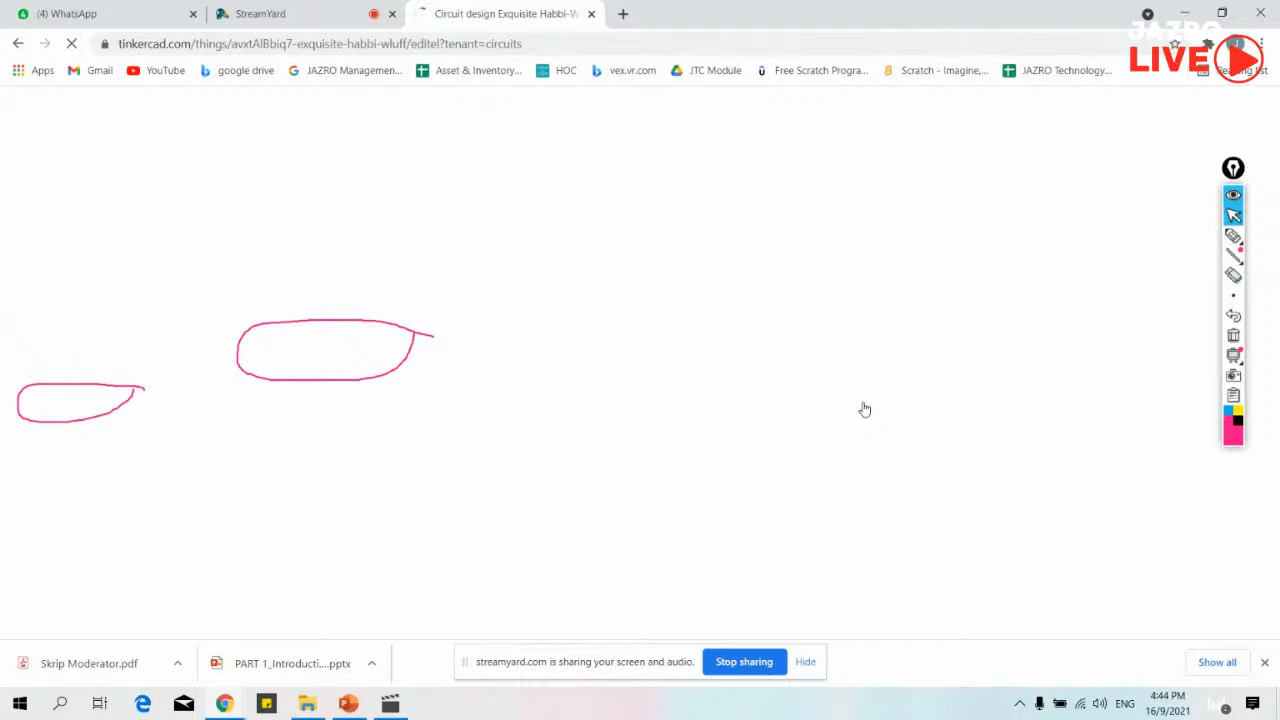 (4) WhatsApp
StreamYard
Circuit design Exquisite Habbi-W
tinkercad.com/things/avxtAlBbiq7-exquisite-habbi-wluff/editel?tenant=circuits
JAZRO
LIVE
Apps
Gmail
YouTube
google drive
JAZRO Managemen...
Asset & Inventory...
HOC
vex.vr.com
JTC Module
Free Scratch Progra...
Scratch - Imagine,...
JAZRO Technology...
Reading list
Skrip Moderator.pdf
PART 1_Introducti....pptx
streamyard.com is sharing your screen and audio.
Stop sharing
Hide
Show all
ENG
4:44 PM
16/9/2021